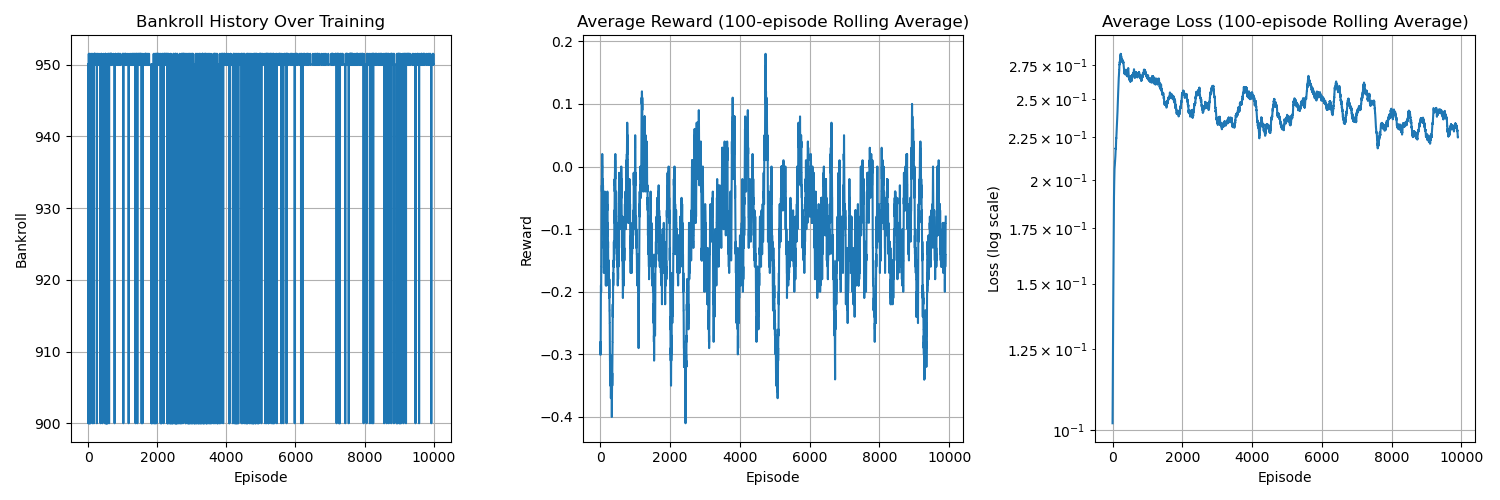 Bankroll History Over Training
Bankroll
950
940
930
920
910
900
0 2000 4000 6000 8000 10000
Episode
Average Reward (100-episode Rolling Average)
Reward
0.2
0.1
0.0
−0.1
−0.2
−0.3
−0.4
0 2000 4000 6000 8000 10000
Episode
Average Loss (100-episode Rolling Average)
Loss (log scale)
2.75 × 10⁻¹
2.5 × 10⁻¹
2.25 × 10⁻¹
2 × 10⁻¹
1.75 × 10⁻¹
1.5 × 10⁻¹
1.25 × 10⁻¹
10⁻¹
0 2000 4000 6000 8000 10000
Episode